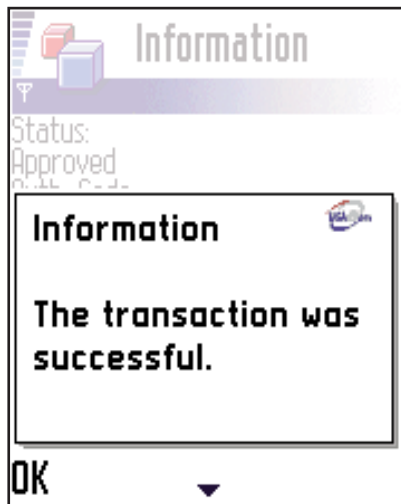 Information
Status:
Approved
Information
The transaction was
successful.
OK